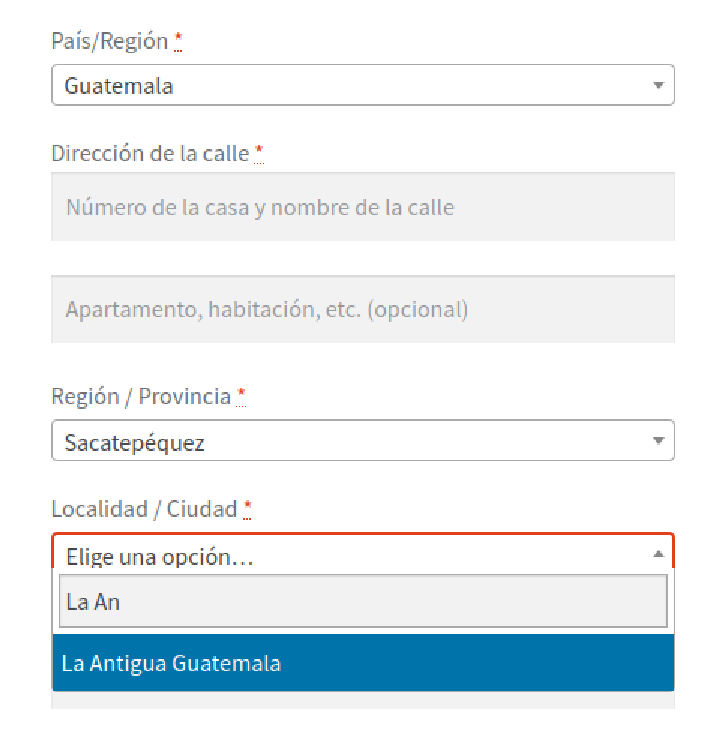 País/Región *
Guatemala
Dirección de la calle *
Número de la casa y nombre de la calle
Apartamento, habitación, etc. (opcional)
Región / Provincia *
Sacatepéquez
Localidad / Ciudad *
Elige una opción…
La An
La Antigua Guatemala